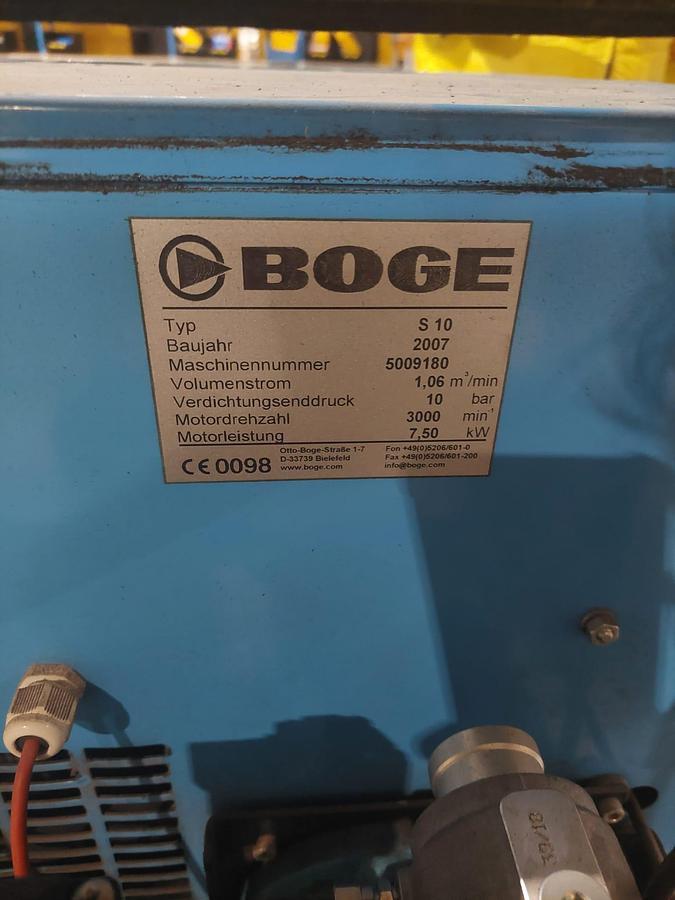 BOGE
Typ S 10
Baujahr 2007
Maschinennummer 5009180
Volumenstrom 1,06 m³/min
Verdichtungsenddruck 10 bar
Motordrehzahl 3000 min⁻¹
Motorleistung 7,50 kW
CE 0098
Otto-Boge-Straße 1-7 Fon +49(0)5206/601-0
D-33739 Bielefeld Fax +49(0)5206/601-200
www.boge.com info@boge.com